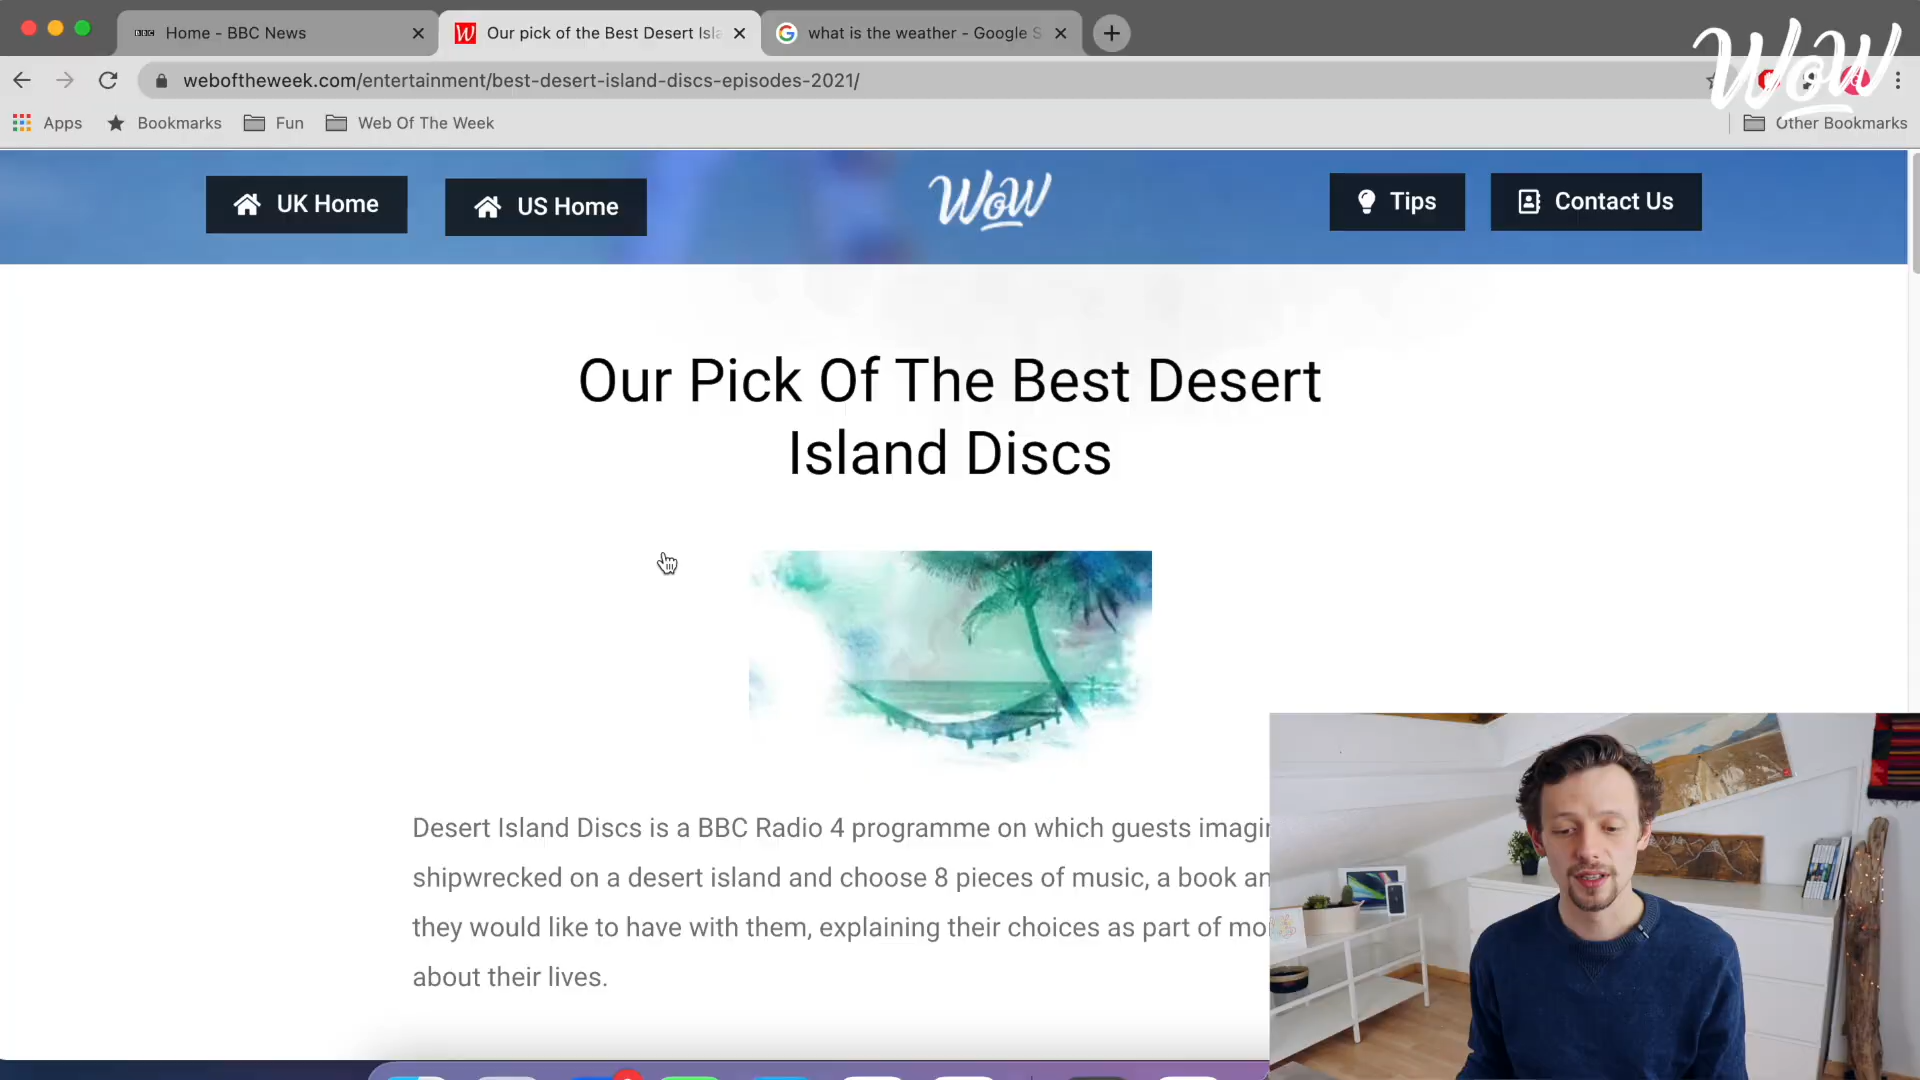 Home - BBC News
Our pick of the Best Desert Isla
what is the weather - Google S
weboftheweek.com/entertainment/best-desert-island-discs-episodes-2021/
WoW
Apps
Bookmarks
Fun
Web Of The Week
Other Bookmarks
UK Home
US Home
WoW
Tips
Contact Us
Our Pick Of The Best Desert
Island Discs
Desert Island Discs is a BBC Radio 4 programme on which guests imagin
shipwrecked on a desert island and choose 8 pieces of music, a book an
they would like to have with them, explaining their choices as part of mo
about their lives.